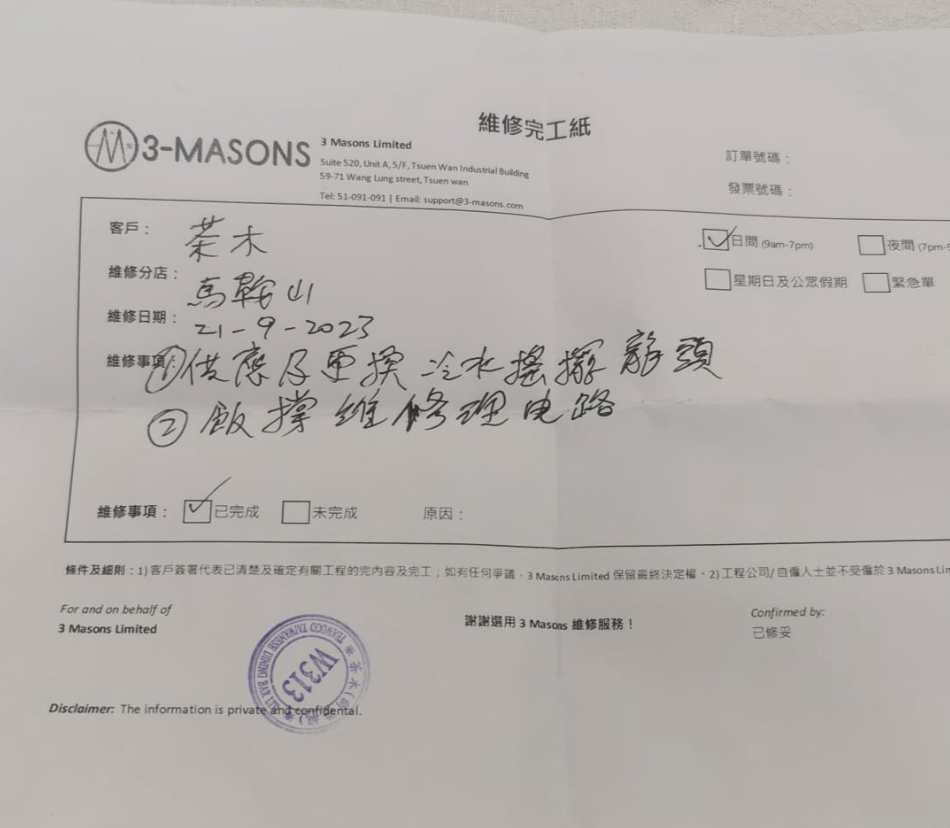 維修完工紙
3-MASONS
3 Masons Limited
Suite 520, Unit A, 5/F, Tsuen Wan Industrial Building
59-71 Wang Lung street, Tsuen wan
Tel: 51-091-091 | Email: support@3-masons.com
訂單號碼：
發票號碼：
客戶： 茶木
維修分店： 馬鞍山
維修日期： 21-9-2023
日間 (9am-7pm) 夜間 (7pm-9
星期日及公眾假期 緊急單
維修事項： ①供應及更換冷水搖擺龍頭
②飯撑維修理电路
維修事項： 已完成 未完成 原因：
條件及細則：1) 客戶簽署代表已清楚及確定有關工程的完內容及完工；如有任何爭議，3 Masons Limited 保留最終決定權。2) 工程公司/自僱人士並不受僱於 3 Masons Lim
For and on behalf of
3 Masons Limited
謝謝選用 3 Masons 維修服務！
Confirmed by:
已修妥
TEAWOOD TAIWANESE DINING BAR
W313
Disclaimer: The information is private and confidental.